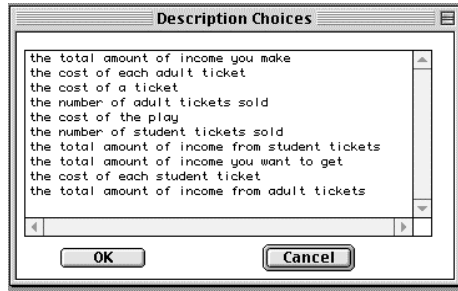 Description Choices
the total amount of income you make
the cost of each adult ticket
the cost of a ticket
the number of adult tickets sold
the cost of the play
the number of student tickets sold
the total amount of income from student tickets
the total amount of income you want to get
the cost of each student ticket
the total amount of income from adult tickets
OK Cancel